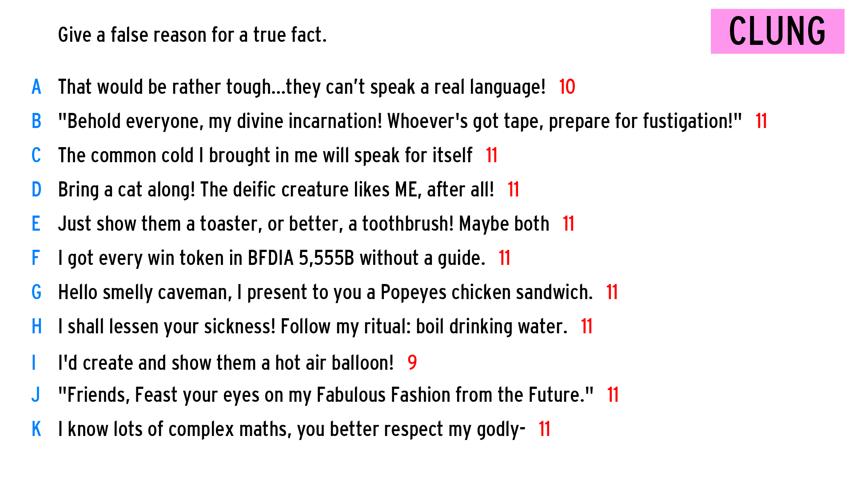 Give a false reason for a true fact.
CLUNG
A That would be rather tough...they can't speak a real language! 10
B "Behold everyone, my divine incarnation! Whoever's got tape, prepare for fustigation!" 11
C The common cold I brought in me will speak for itself 11
D Bring a cat along! The deific creature likes ME, after all! 11
E Just show them a toaster, or better, a toothbrush! Maybe both 11
F I got every win token in BFDIA 5,555B without a guide. 11
G Hello smelly caveman, I present to you a Popeyes chicken sandwich. 11
H I shall lessen your sickness! Follow my ritual: boil drinking water. 11
I I'd create and show them a hot air balloon! 9
J "Friends, Feast your eyes on my Fabulous Fashion from the Future." 11
K I know lots of complex maths, you better respect my godly- 11